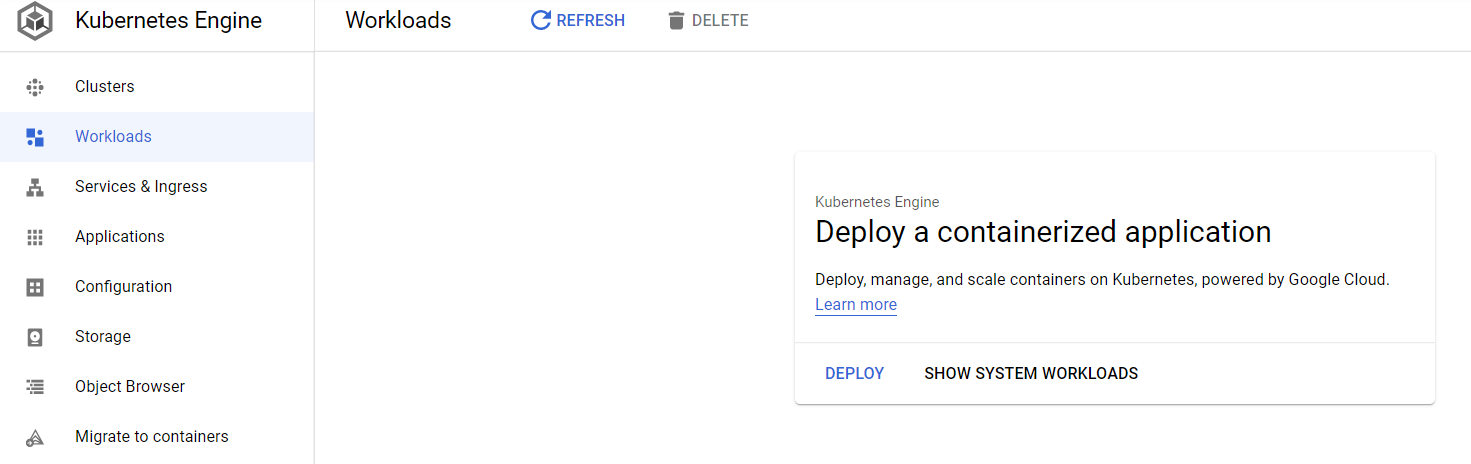 Kubernetes Engine
Workloads
REFRESH
DELETE
Clusters
Workloads
Services & Ingress
Applications
Configuration
Storage
Object Browser
Migrate to containers
Kubernetes Engine
Deploy a containerized application
Deploy, manage, and scale containers on Kubernetes, powered by Google Cloud.
Learn more
DEPLOY
SHOW SYSTEM WORKLOADS